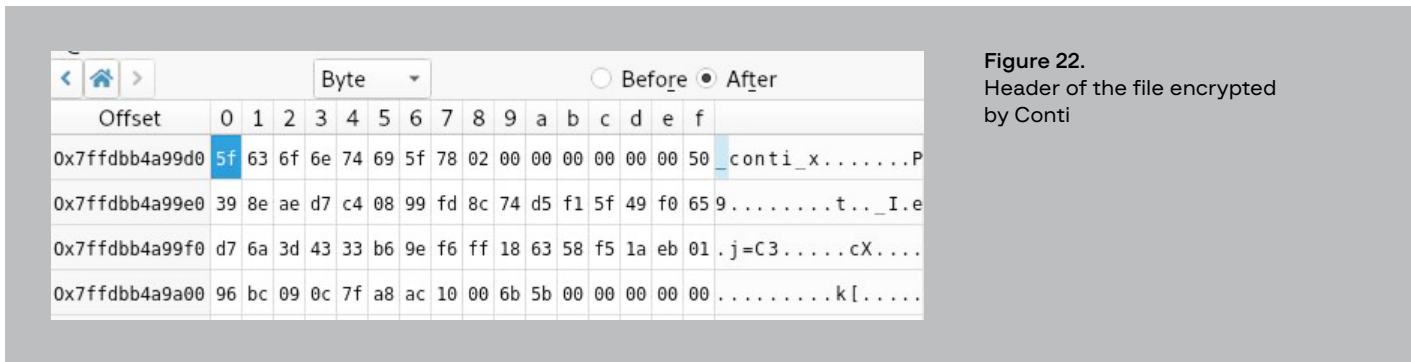 Byte Before After
Offset 0 1 2 3 4 5 6 7 8 9 a b c d e f
0x7ffdbb4a99d0 5f 63 6f 6e 74 69 5f 78 02 00 00 00 00 00 00 50 _conti_x.......P
0x7ffdbb4a99e0 39 8e ae d7 c4 08 99 fd 8c 74 d5 f1 5f 49 f0 65 9........t.._I.e
0x7ffdbb4a99f0 d7 6a 3d 43 33 b6 9e f6 ff 18 63 58 f5 1a eb 01 .j=C3.....cX....
0x7ffdbb4a9a00 96 bc 09 0c 7f a8 ac 10 00 6b 5b 00 00 00 00 00 .........k[.....
Figure 22.
Header of the file encrypted
by Conti